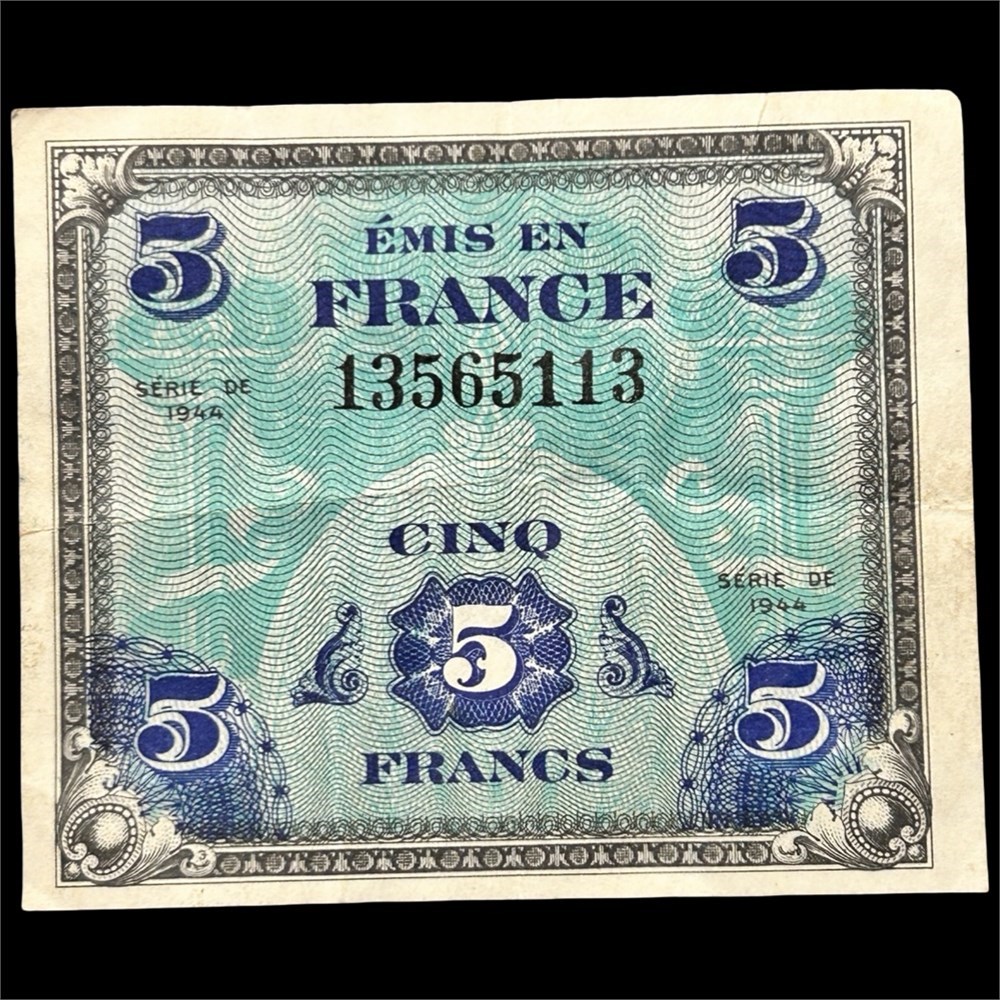 5 ÉMIS EN 5
FRANCE
13565113
SÉRIE DE
1944
CINQ
SÉRIE DE
1944
5 5 5
FRANCS